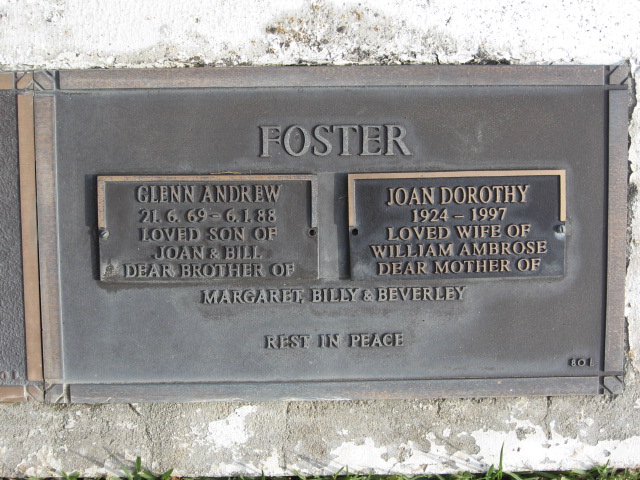 FOSTER
GLENN ANDREW
21. 6. 69 - 6. 1. 88
LOVED SON OF
JOAN & BILL
DEAR BROTHER OF
JOAN DOROTHY
1924 - 1997
LOVED WIFE OF
WILLIAM AMBROSE
DEAR MOTHER OF
MARGARET, BILLY & BEVERLEY
REST IN PEACE
801